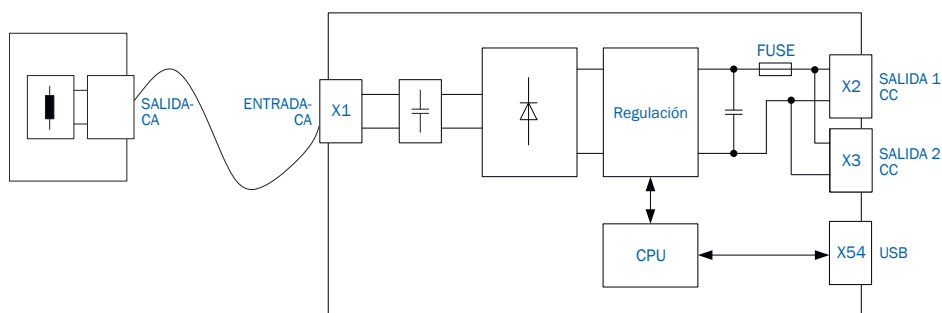 SALIDA-
CA
ENTRADA-
CA
X1
Regulación
FUSE
X2
SALIDA 1
CC
X3
SALIDA 2
CC
CPU
X54
USB